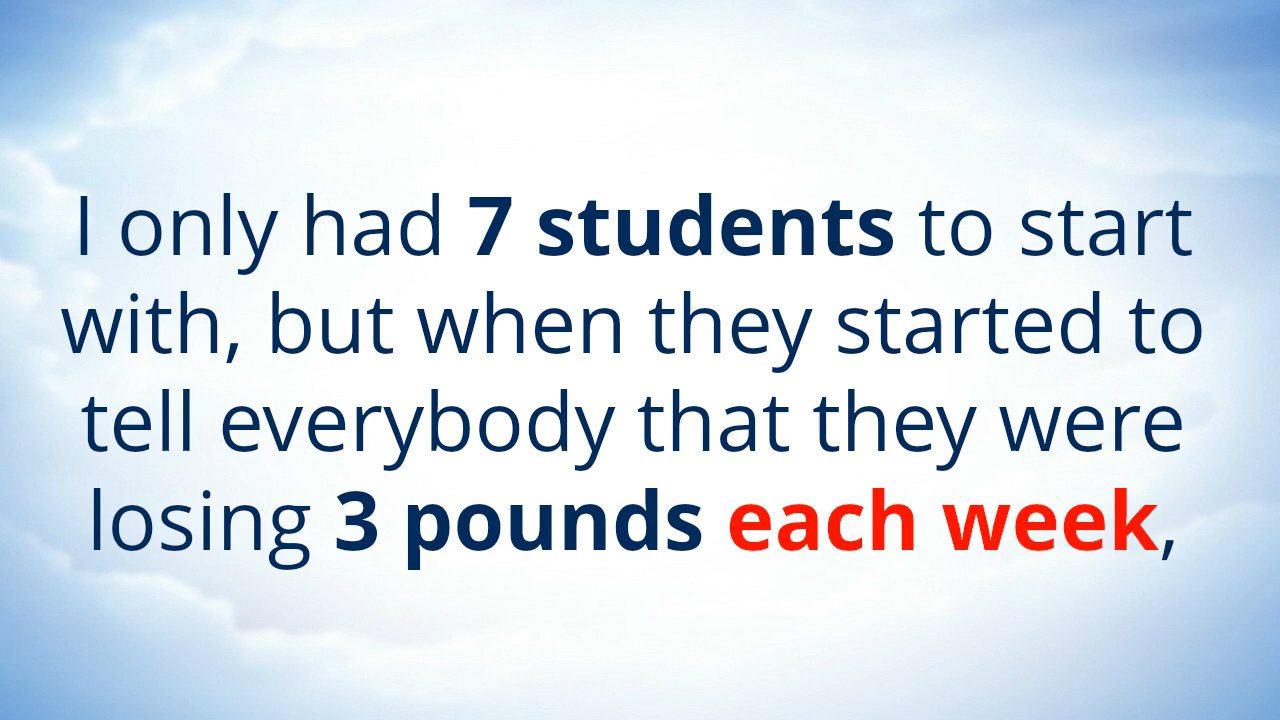 I only had 7 students to start
with, but when they started to
tell everybody that they were
losing 3 pounds each week,